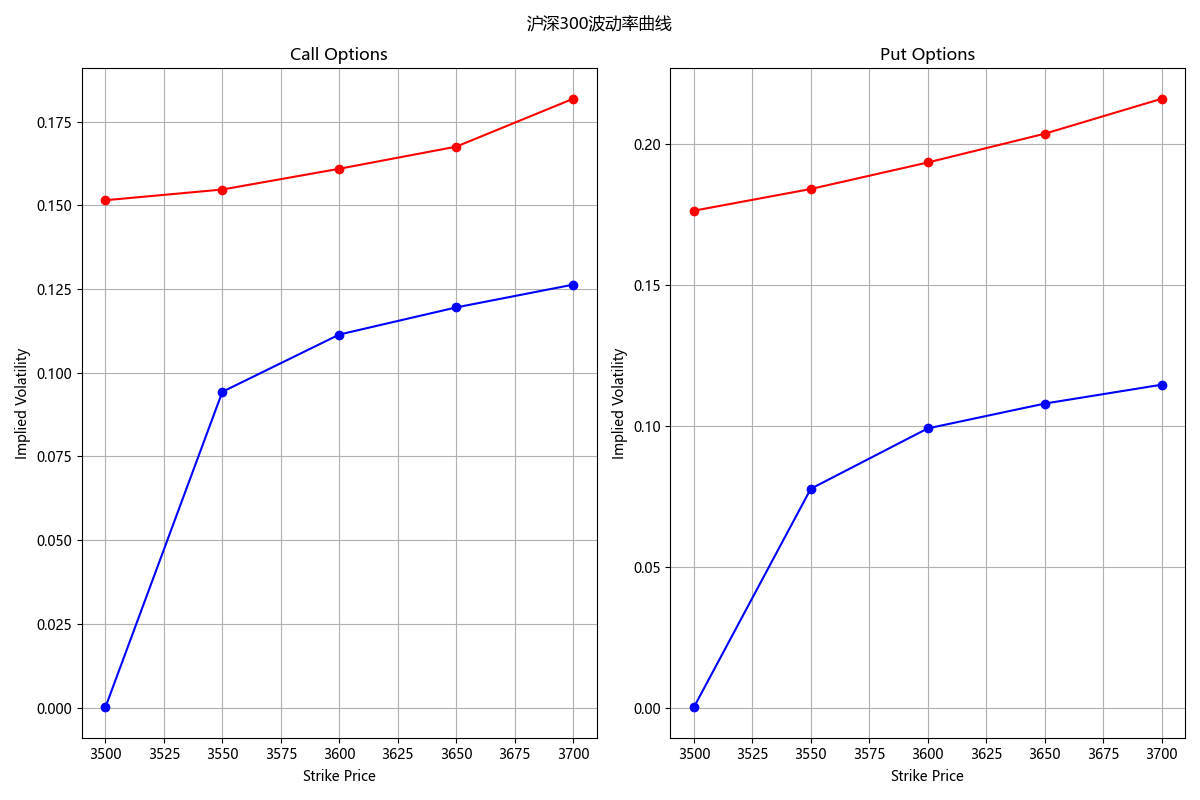 沪深300波动率曲线
Call Options
Implied Volatility
0.175
0.150
0.125
0.100
0.075
0.050
0.025
0.000
3500 3525 3550 3575 3600 3625 3650 3675 3700
Strike Price
Put Options
Implied Volatility
0.20
0.15
0.10
0.05
0.00
3500 3525 3550 3575 3600 3625 3650 3675 3700
Strike Price